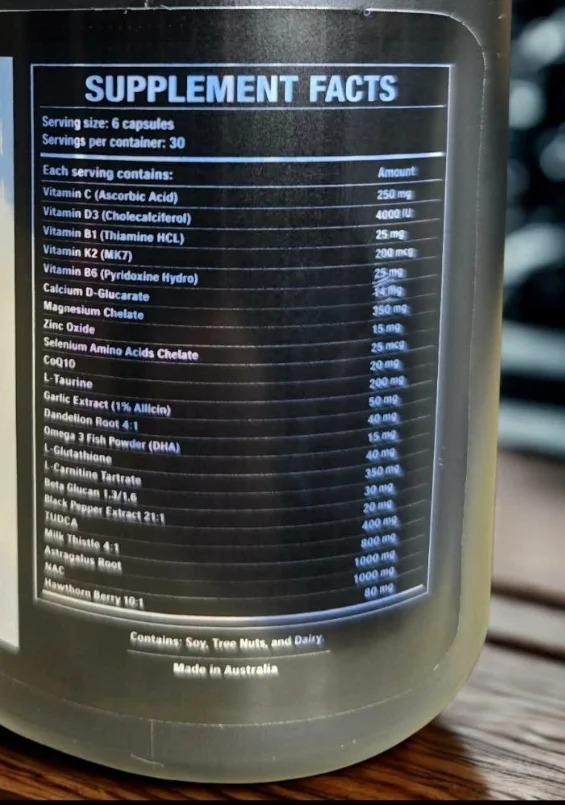 SUPPLEMENT FACTS
Serving size: 6 capsules
Servings per container: 30
Each serving contains: Amount
Vitamin C (Ascorbic Acid) 250 mg
Vitamin D3 (Cholecalciferol) 4000 IU
Vitamin B1 (Thiamine HCL) 25 mg
Vitamin K2 (MK7) 200 mcg
Vitamin B6 (Pyridoxine Hydro) 25 mg
Calcium D-Glucarate 14 mg
Magnesium Chelate 350 mg
Zinc Oxide 15 mg
Selenium Amino Acids Chelate 25 mcg
CoQ10 20 mg
L-Taurine 200 mg
Garlic Extract (1% Allicin) 50 mg
Dandelion Root 4:1 40 mg
Omega 3 Fish Powder (DHA) 15 mg
L-Glutathione 40 mg
L-Carnitine Tartrate 350 mg
Beta Glucan 1.3/1.6 30 mg
Black Pepper Extract 21:1 20 mg
TUDCA 400 mg
Milk Thistle 4:1 800 mg
Astragalus Root 1000 mg
NAC 1000 mg
Hawthorn Berry 10:1 80 mg
Contains: Soy, Tree Nuts, and Dairy
Made in Australia